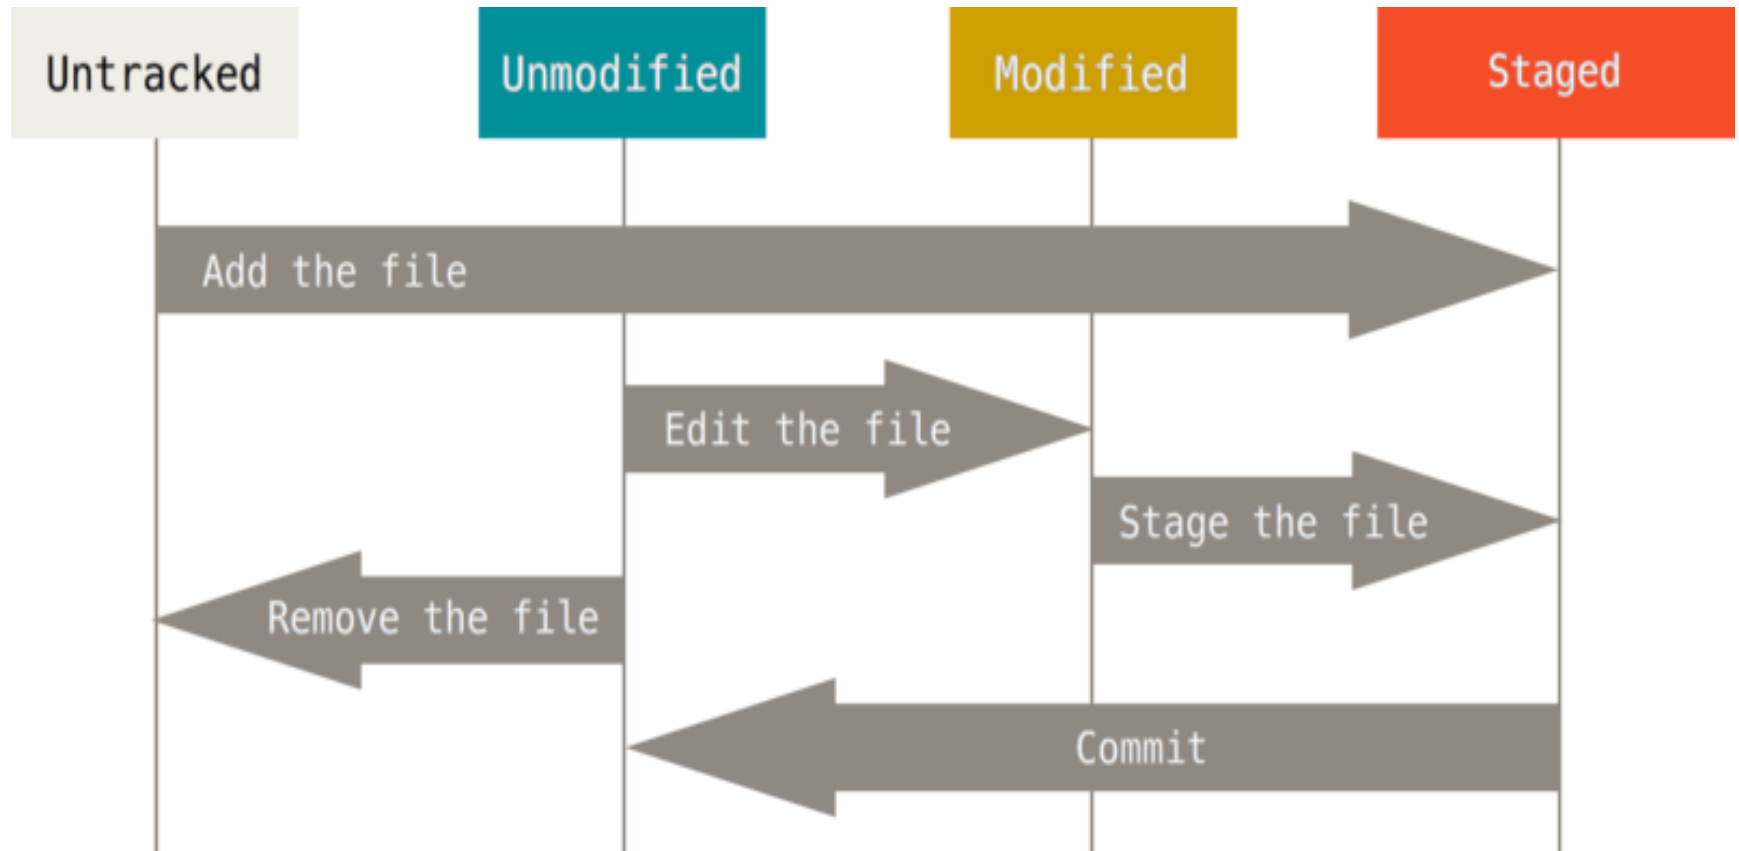 Untracked
Unmodified
Modified
Staged
Add the file
Edit the file
Stage the file
Remove the file
Commit